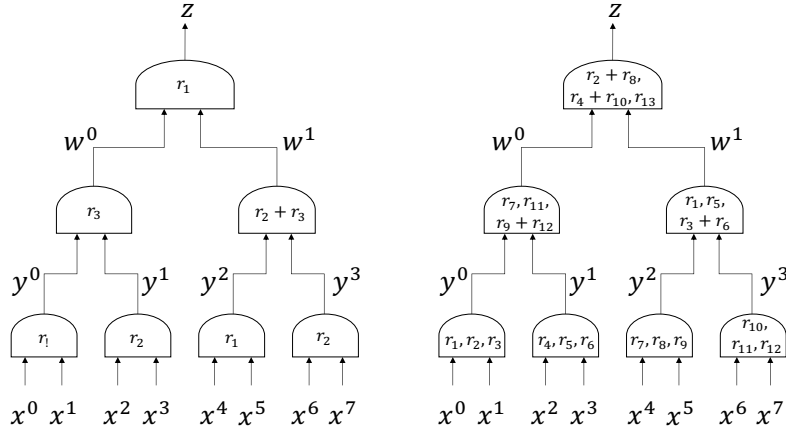 z z
r₁
r₂ + r₈,
r₄ + r₁₀, r₁₃
w⁰ w¹ w⁰ w¹
r₃ r₂ + r₃
r₇, r₁₁,
r₉ + r₁₂
r₁, r₅,
r₃ + r₆
y⁰ y¹ y² y³ y⁰ y¹ y² y³
r₁ r₂ r₁ r₂ r₁, r₂, r₃ r₄, r₅, r₆ r₇, r₈, r₉
r₁₀,
r₁₁, r₁₂
x⁰ x¹ x² x³ x⁴ x⁵ x⁶ x⁷ x⁰ x¹ x² x³ x⁴ x⁵ x⁶ x⁷